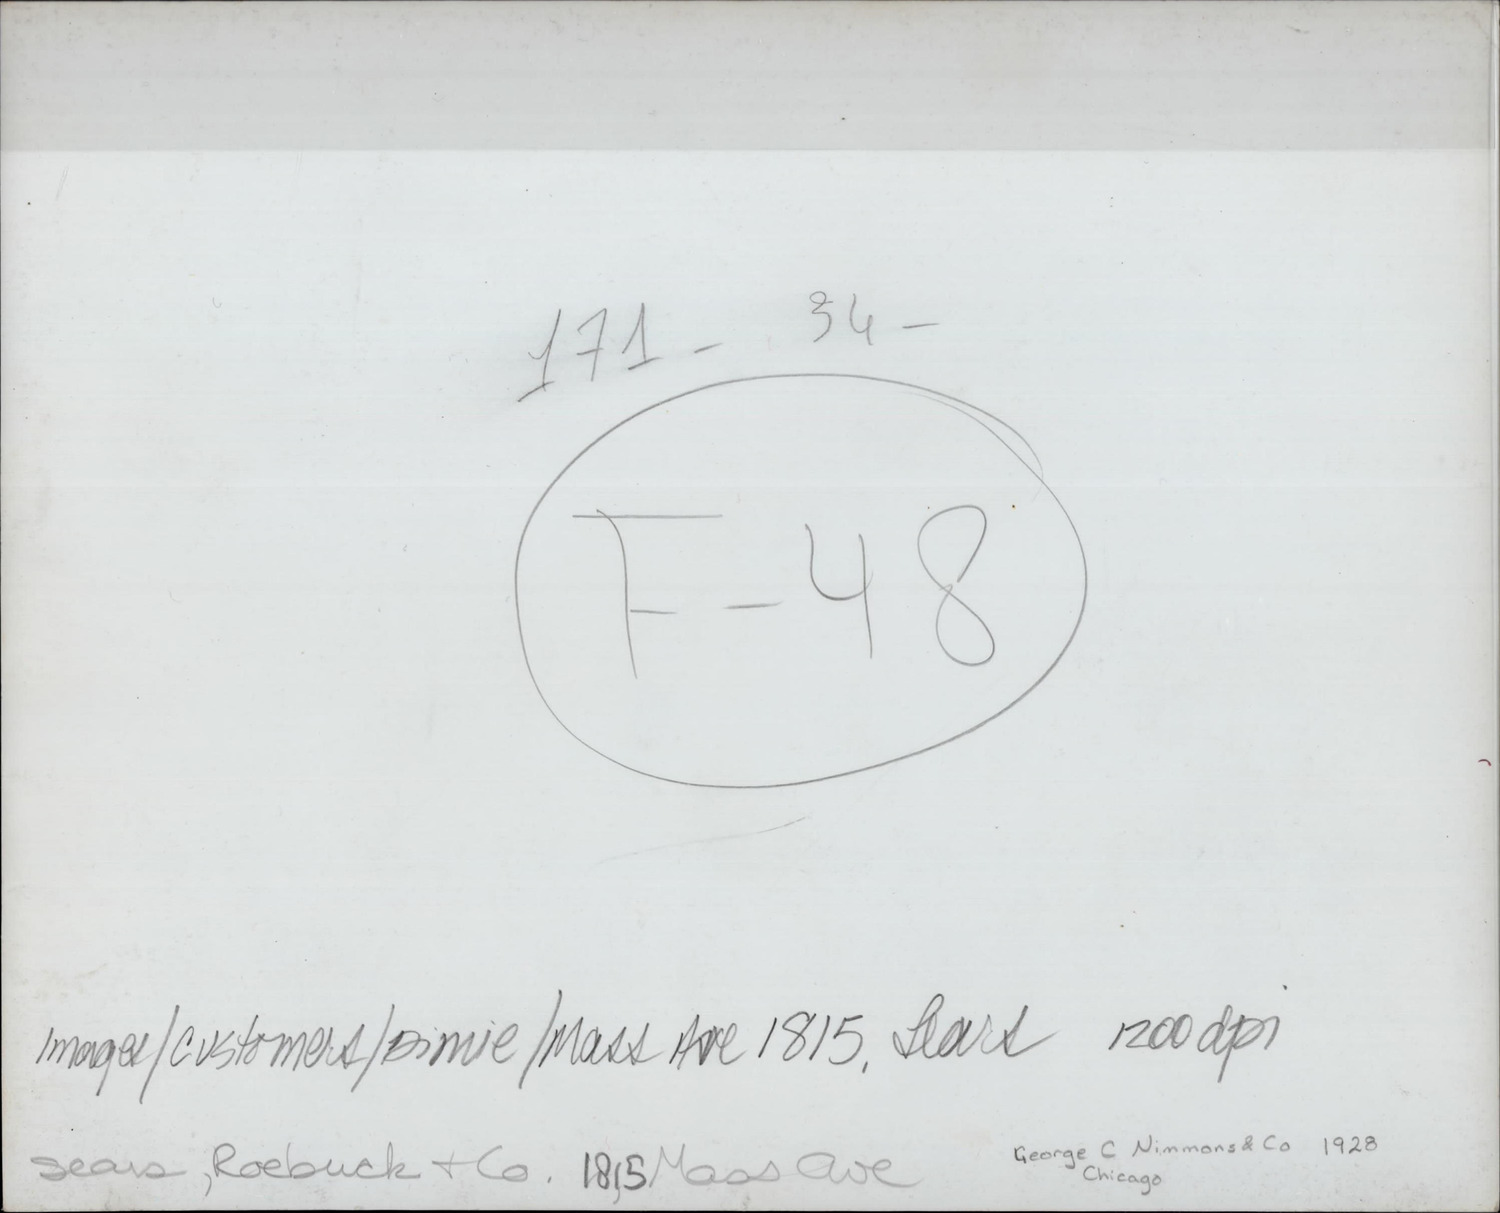 171 - 34 -
F-48
Images/Customers/Dimie/Mass Ave 1815, Sears 1200dpi
Sears, Roebuck + Co. 1815 Mass Ave
George C Nimmons & Co 1928
Chicago